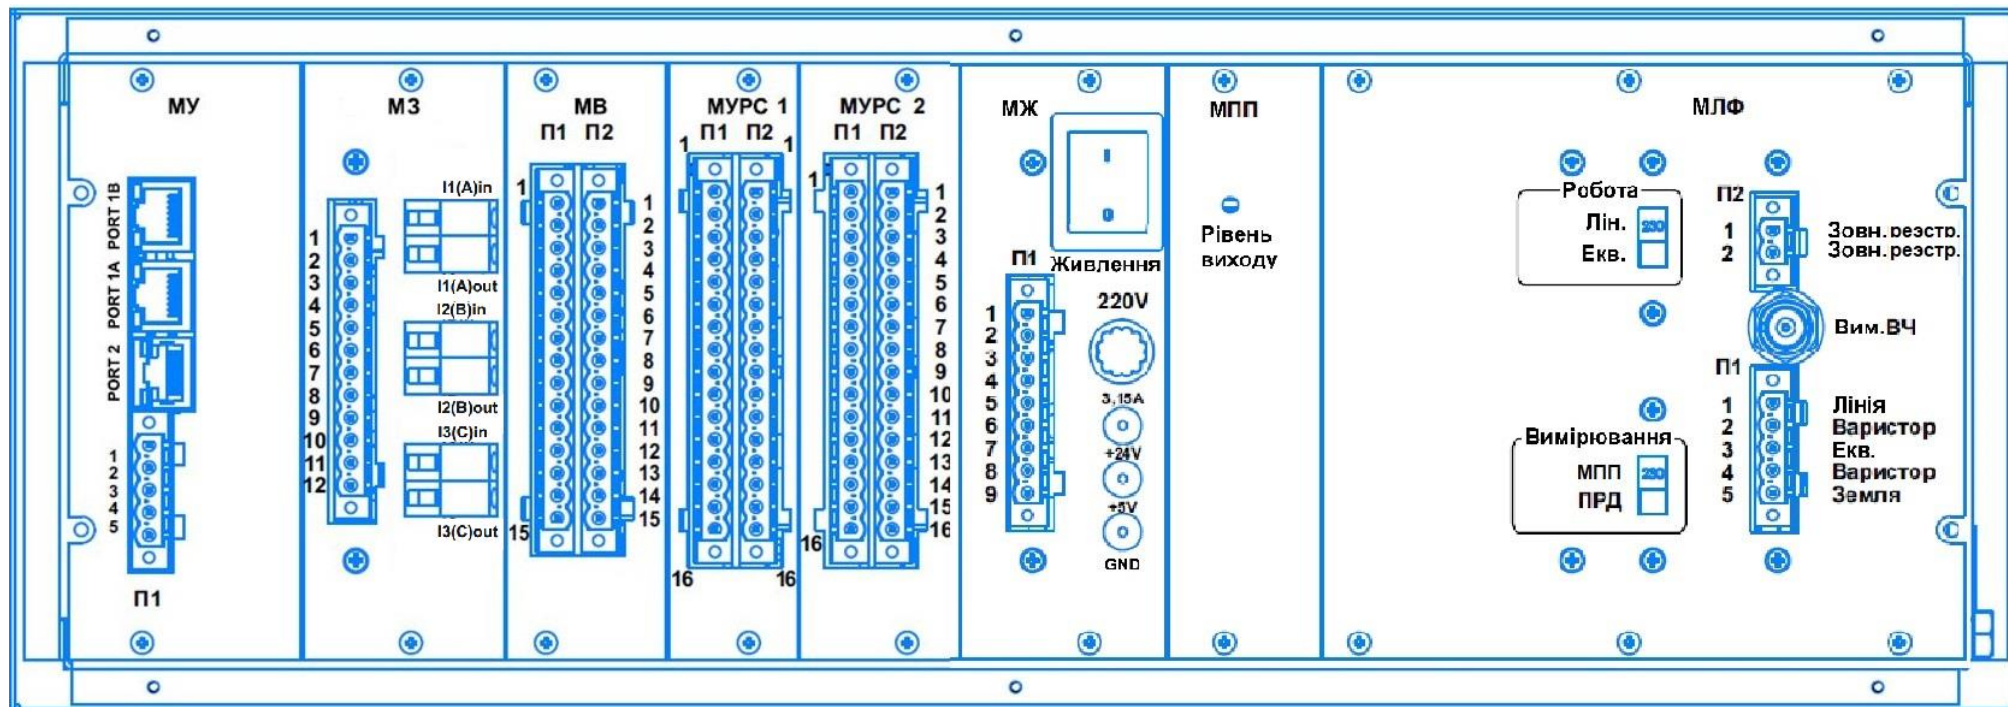 МУ
PORT 1B
PORT 1A
PORT 2
1
2
3
4
5
П1
МЗ
1
2
3
4
5
6
7
8
9
10
11
12
I1(A)in
I1(A)out
I2(B)in
I2(B)out
I3(C)in
I3(C)out
МВ
П1 П2
1
15
1
2
3
4
5
6
7
8
9
10
11
12
13
14
15
МУРС 1
П1 П2
1 1
16 16
МУРС 2
П1 П2
1
16
1
2
3
4
5
6
7
8
9
10
11
12
13
14
15
16
МЖ
I
0
Живлення
П1
1
2
3
4
5
6
7
8
9
220V
3,15A
+24V
+5V
GND
МПП
Рівень
виходу
МЛФ
Робота
Лін. 230
Екв.
Вимірювання
МПП 230
ПРД
П2
1 Зовн.реэстр.
2 Зовн.реэстр.
Вим.ВЧ
П1
1 Лінія
2 Варистор
3 Екв.
4 Варистор
5 Земля